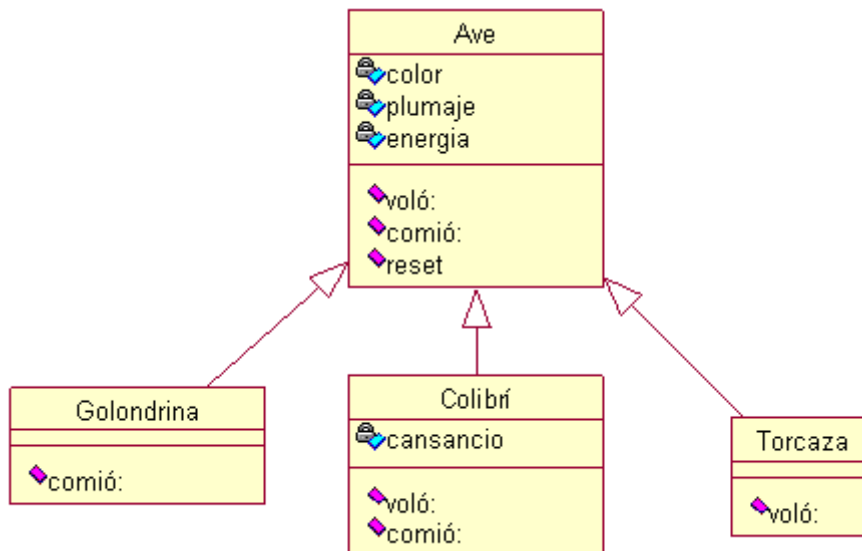 Ave
color
plumaje
energia
voló:
comió:
reset
Golondrina
comió:
Colibrí
cansancio
voló:
comió:
Torcaza
voló: